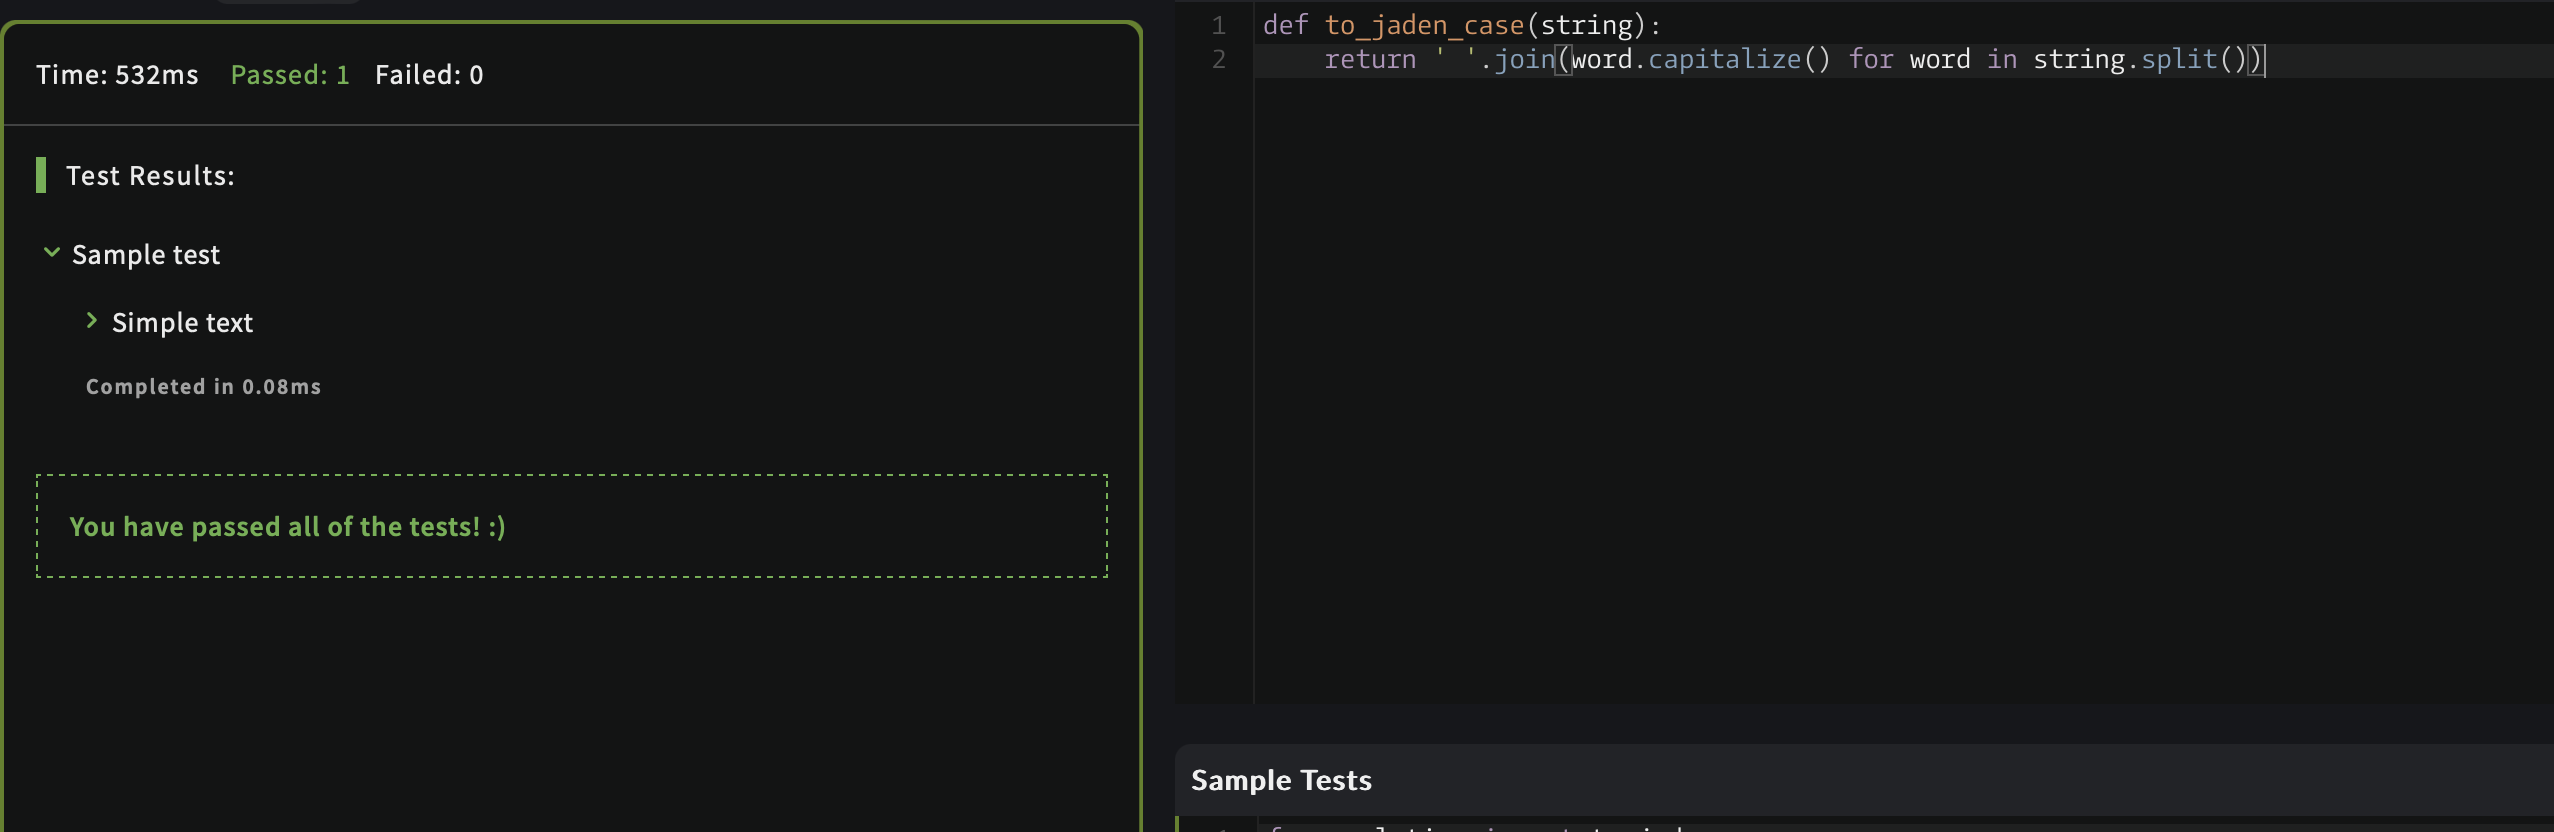 Time: 532ms Passed: 1 Failed: 0
Test Results:
Sample test
Simple text
Completed in 0.08ms
You have passed all of the tests! :)
1 def to_jaden_case(string):
2     return ' '.join(word.capitalize() for word in string.split())
Sample Tests